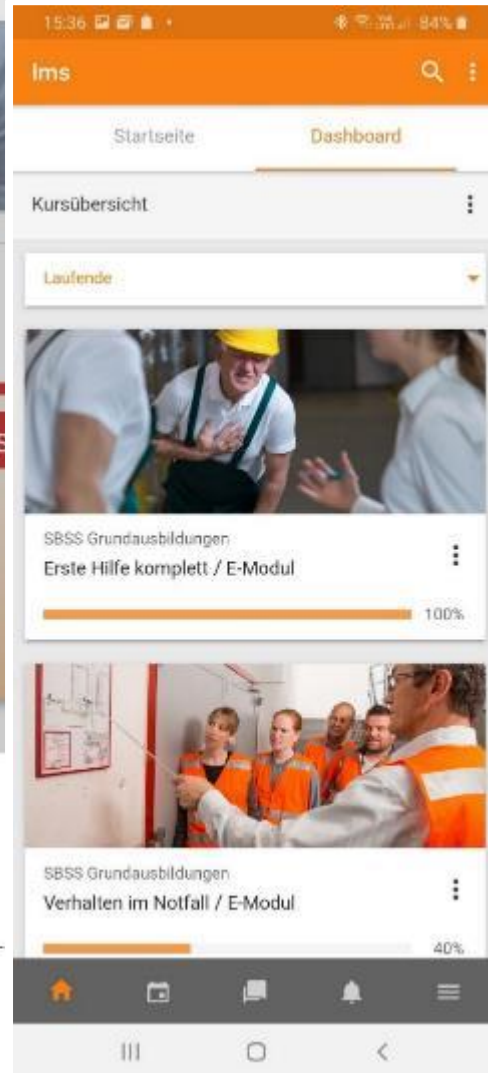 15:36 84%
lms
Startseite Dashboard
Kursübersicht
Laufende
SBSS Grundausbildungen
Erste Hilfe komplett / E-Modul
100%
SBSS Grundausbildungen
Verhalten im Notfall / E-Modul
40%